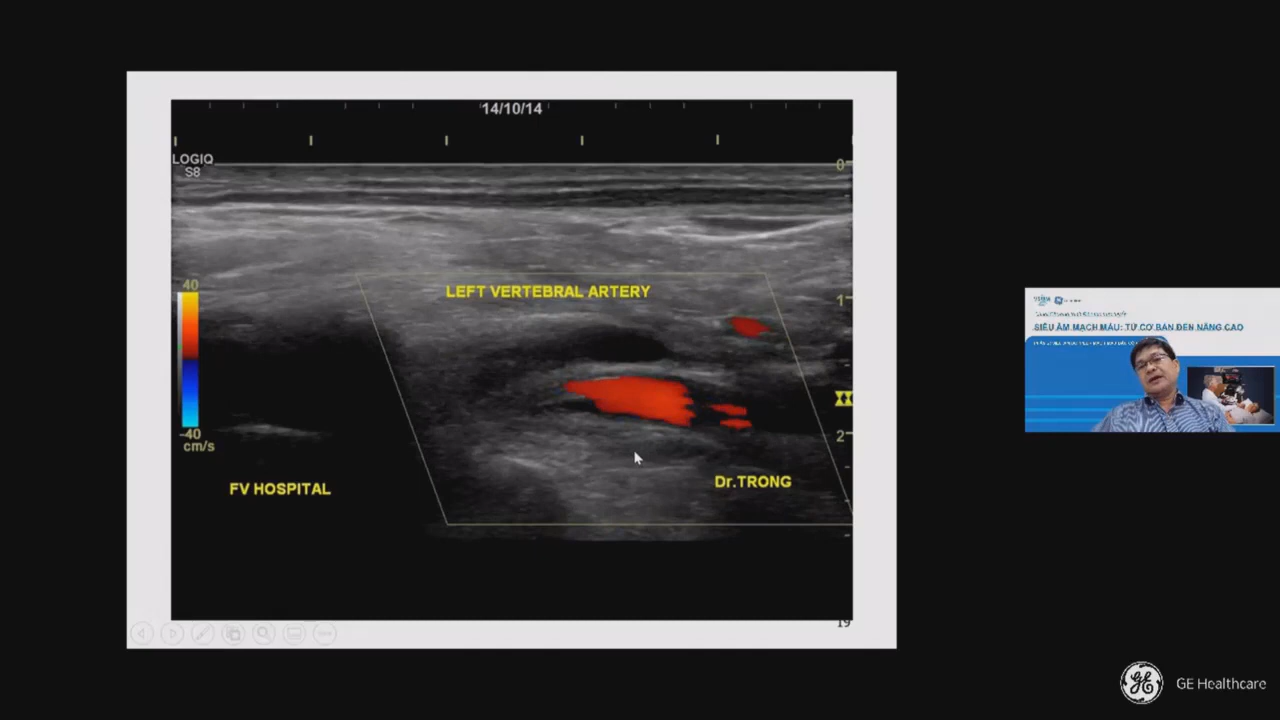 14/10/14
LOGIQ
S8
0
40
LEFT VERTEBRAL ARTERY
1
-40
cm/s
2
FV HOSPITAL
Dr.TRONG
19
SIÊU ÂM MẠCH MÁU: TỪ CƠ BẢN ĐẾN NÂNG CAO
GE Healthcare